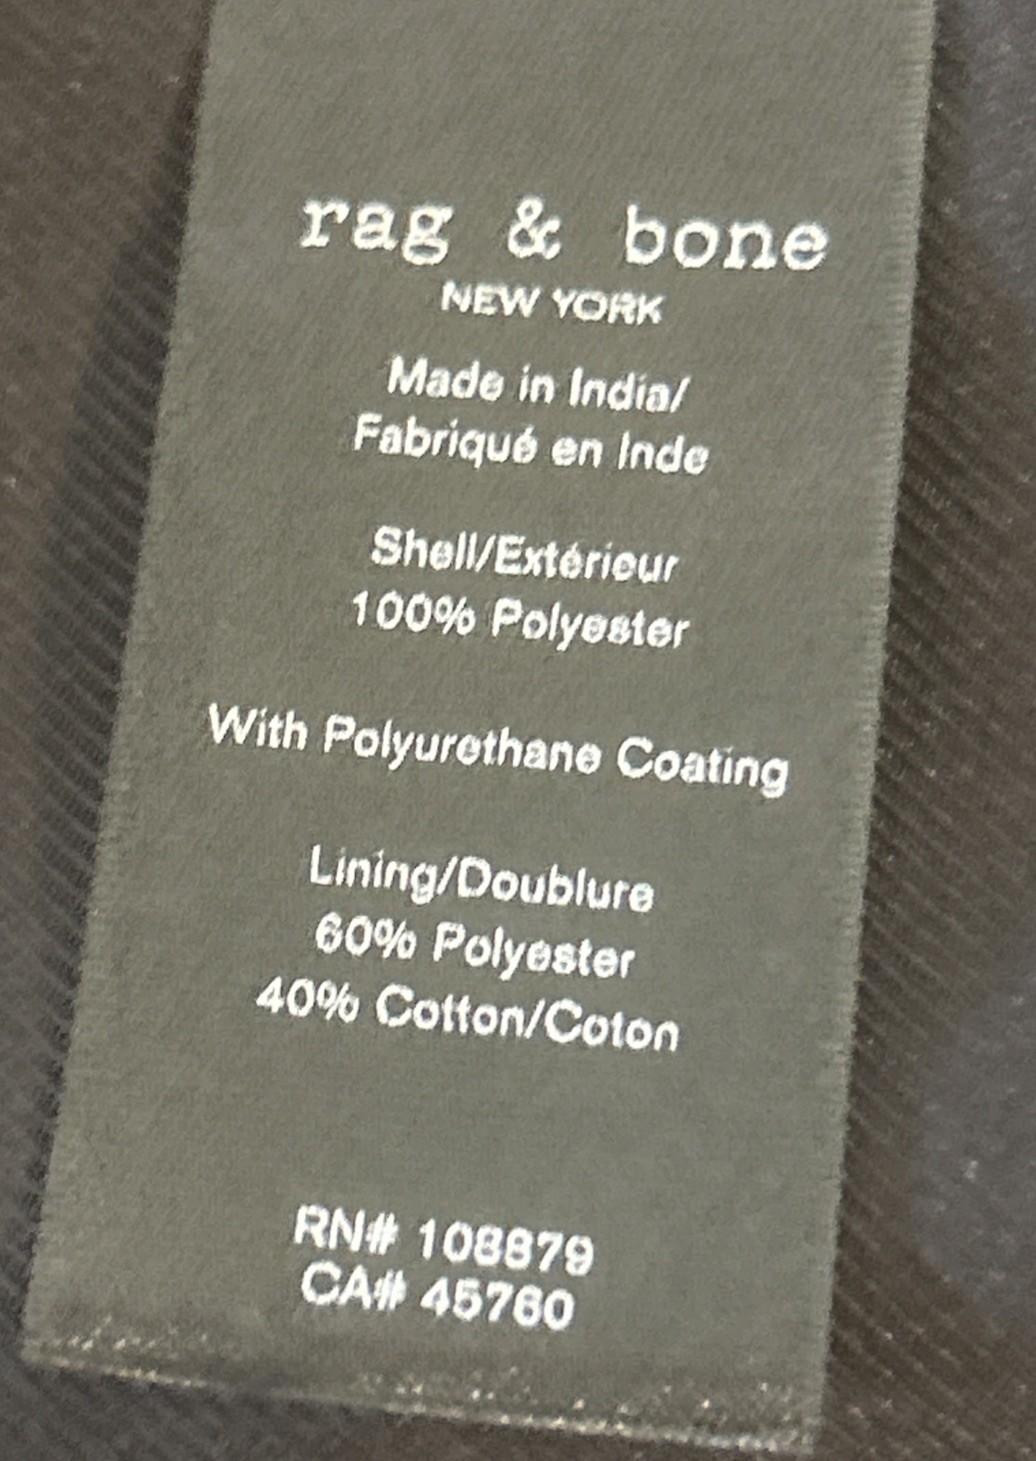 rag & bone
NEW YORK
Made in India/
Fabriqué en Inde
Shell/Extérieur
100% Polyester
With Polyurethane Coating
Lining/Doublure
60% Polyester
40% Cotton/Coton
RN# 108879
CA# 45760